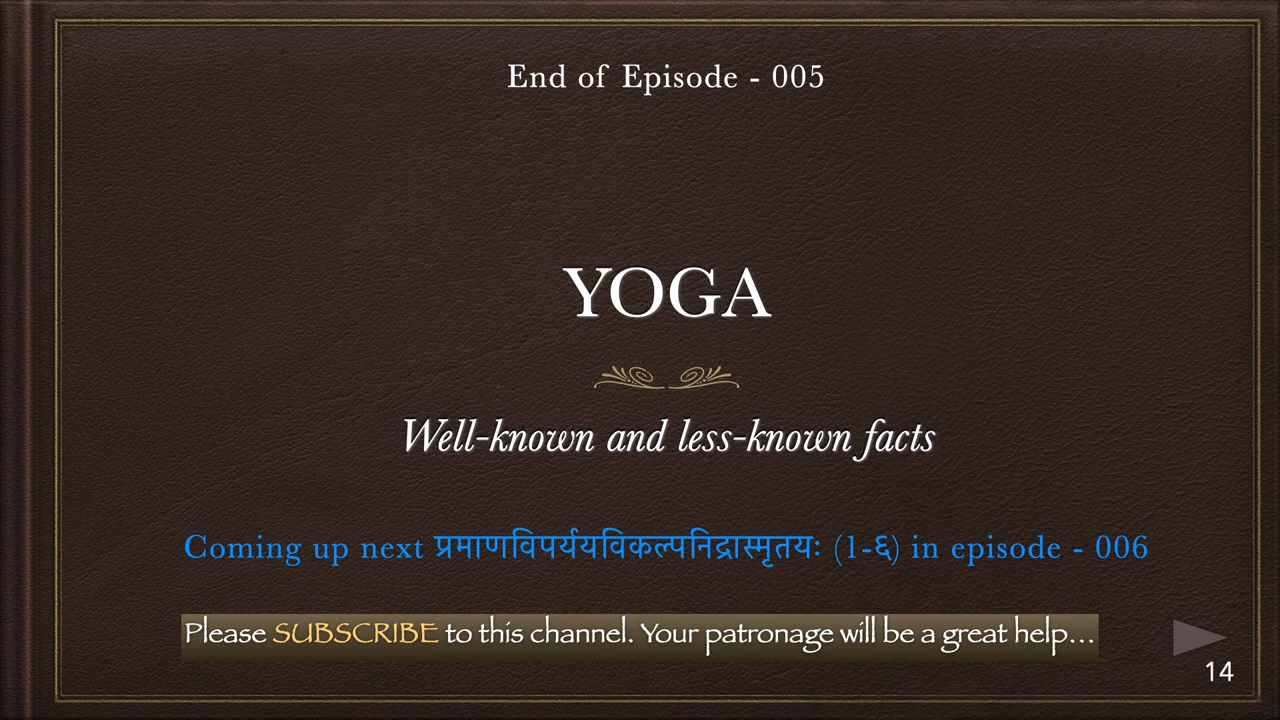 End of Episode - 005
YOGA
Well-known and less-known facts
Coming up next प्रमाणविपर्ययविकल्पनिद्रास्मृतयः (1-६) in episode - 006
Please SUBSCRIBE to this channel. Your patronage will be a great help...
14